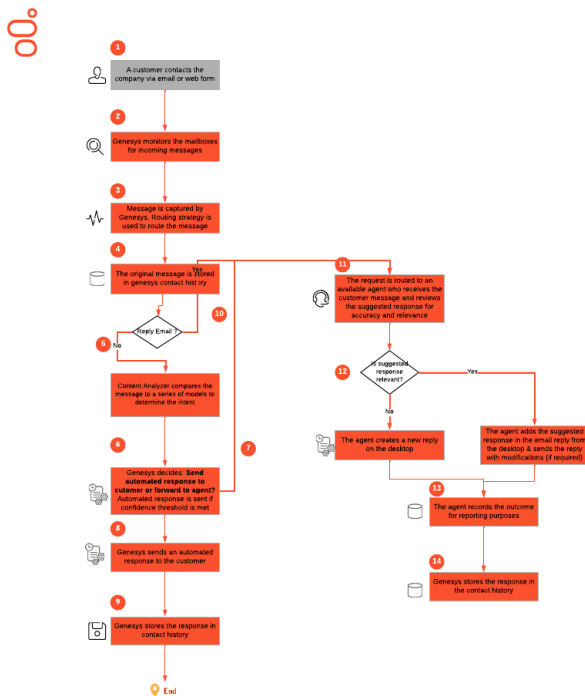 1
A customer contacts the
company via email or web form
2
Genesys monitors the mailboxes
for incoming messages
3
Message is captured by
Genesys. Routing strategy is
used to route the message
4
The original message is stored
in genesys contact history
Yes
10
Reply Email ?
5
No
Content Analyzer compares the
message to a series of models to
determine the intent
6
7
Genesys decides: Send
automated response to
cutomer or forward to agent?
Automated response is sent if
confidence threshold is met
8
Genesys sends an automated
response to the customer
9
Genesys stores the response in
contact history
End
11
The request is routed to an
available agent who receives the
customer message and reviews
the suggested response for
accuracy and relevance
12
Is suggested
response
relevant?
Yes
No
The agent creates a new reply
on the desktop
The agent adds the suggested
response in the email reply from
the desktop & sends the reply
with modifications (if required)
13
The agent records the outcome
for reporting purposes
14
Genesys stores the response in
the contact history